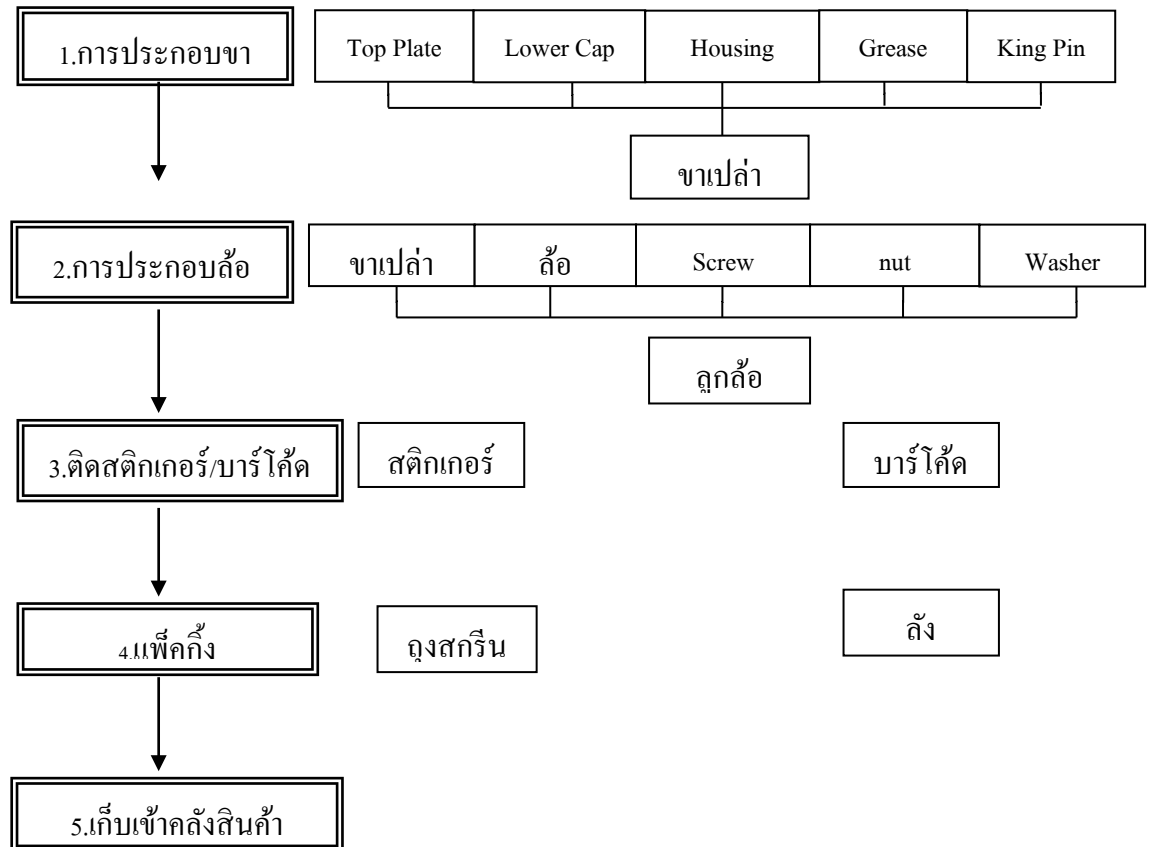 1.การประกอบขา
Top Plate
Lower Cap
Housing
Grease
King Pin
ขาเปล่า
2.การประกอบล้อ
ขาเปล่า
ล้อ
Screw
nut
Washer
ลูกล้อ
3.ติดสติกเกอร์/บาร์โค้ด
สติกเกอร์
บาร์โค้ด
4.แพ็คกิ้ง
ถุงสกรีน
ลัง
5.เก็บเข้าคลังสินค้า